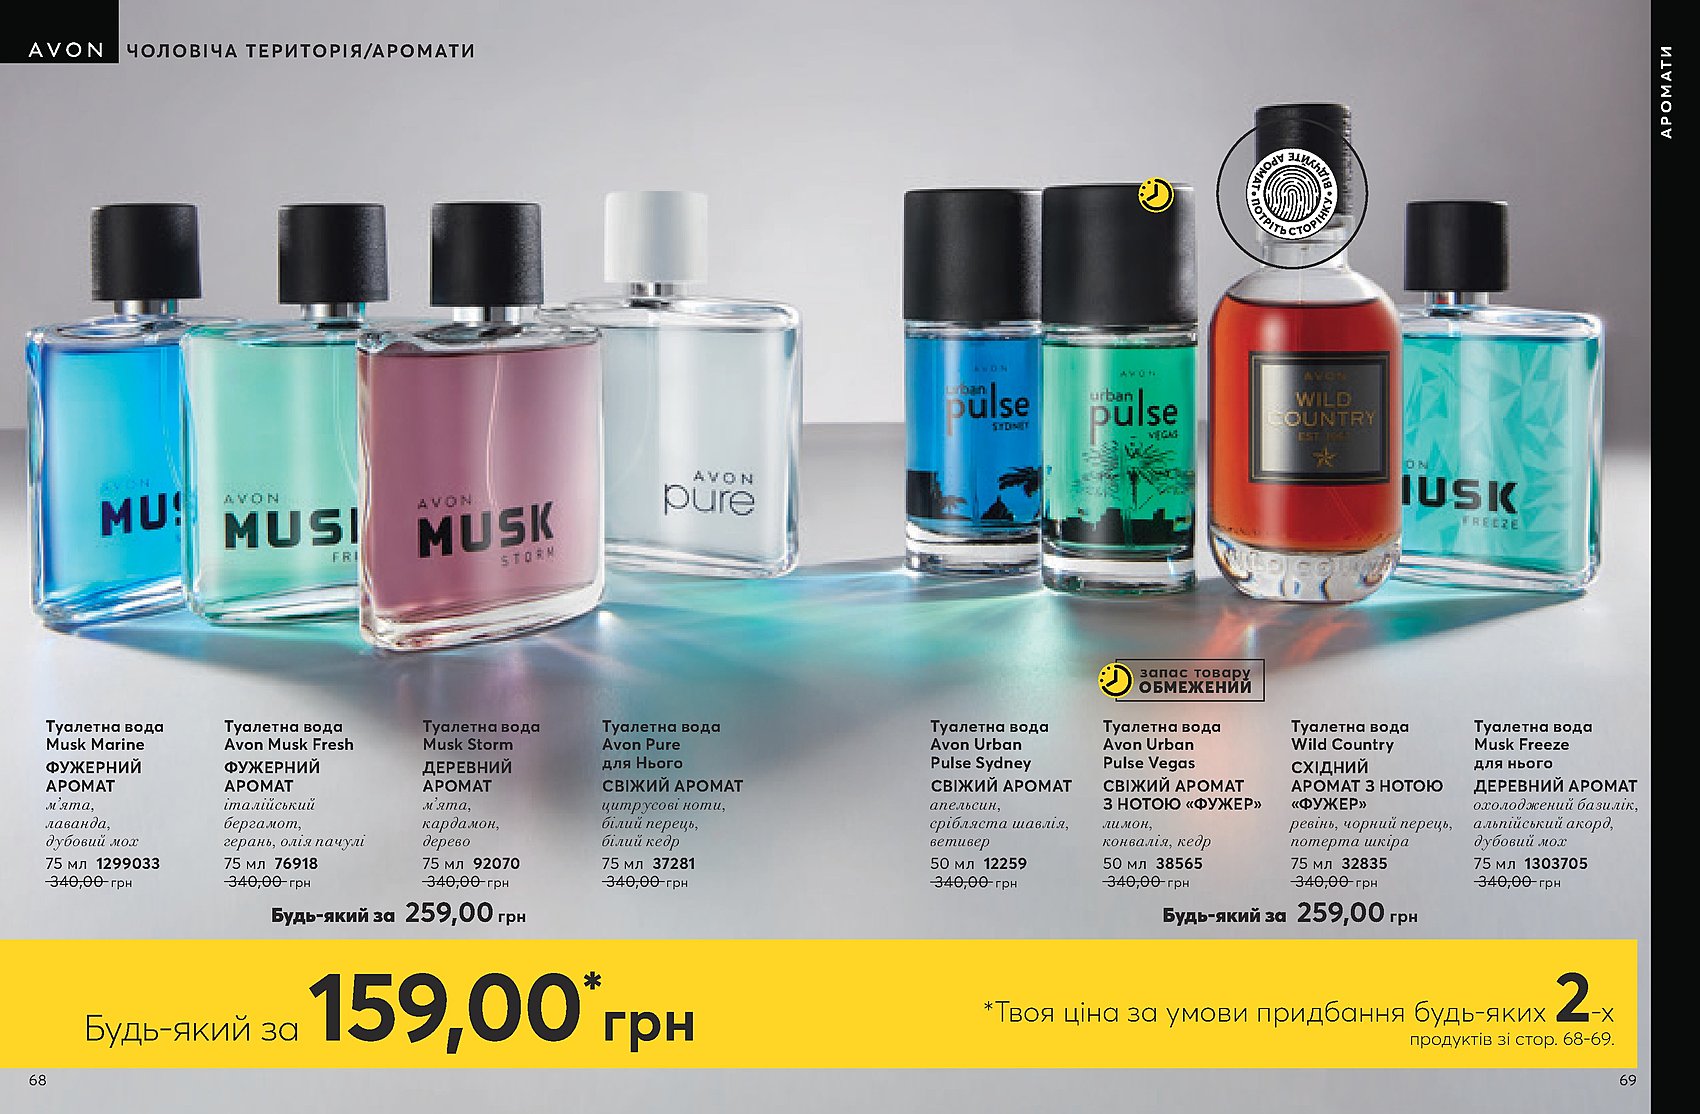 AVON ЧОЛОВІЧА ТЕРИТОРІЯ/АРОМАТИ
АРОМАТИ
ВІДЧУЙТЕ АРОМАТ • ПОТРІТЬ СТОРІНКУ •
AVON
MUS
AVON
MUSK
FRE
AVON
MUSK
STORM
AVON
pure
AVON
urban
pulse
SYDNEY
AVON
urban
pulse
VEGAS
AVON
WILD
COUNTRY
EST. 1967
WILD COUNTRY
ON
MUSK
FREEZE
запас товару
ОБМЕЖЕНИЙ
Туалетна вода
Musk Marine
ФУЖЕРНИЙ
АРОМАТ
м'ята,
лаванда,
дубовий мох
75 мл 1299033
340,00 грн
Туалетна вода
Avon Musk Fresh
ФУЖЕРНИЙ
АРОМАТ
італійський
бергамот,
герань, олія пачулі
75 мл 76918
340,00 грн
Туалетна вода
Musk Storm
ДЕРЕВНИЙ
АРОМАТ
м'ята,
кардамон,
дерево
75 мл 92070
340,00 грн
Туалетна вода
Avon Pure
для Нього
СВІЖИЙ АРОМАТ
цитрусові ноти,
білий перець,
білий кедр
75 мл 37281
340,00 грн
Будь-який за 259,00 грн
Туалетна вода
Avon Urban
Pulse Sydney
СВІЖИЙ АРОМАТ
апельсин,
срібляста шавлія,
ветивер
50 мл 12259
340,00 грн
Туалетна вода
Avon Urban
Pulse Vegas
СВІЖИЙ АРОМАТ
З НОТОЮ «ФУЖЕР»
лимон,
конвалія, кедр
50 мл 38565
340,00 грн
Туалетна вода
Wild Country
СХІДНИЙ
АРОМАТ З НОТОЮ
«ФУЖЕР»
ревінь, чорний перець,
потерта шкіра
75 мл 32835
340,00 грн
Туалетна вода
Musk Freeze
для нього
ДЕРЕВНИЙ АРОМАТ
охолоджений базилік,
альпійський акорд,
дубовий мох
75 мл 1303705
340,00 грн
Будь-який за 259,00 грн
Будь-який за 159,00* грн
*Твоя ціна за умови придбання будь-яких 2-х
продуктів зі стор. 68-69.
68
69